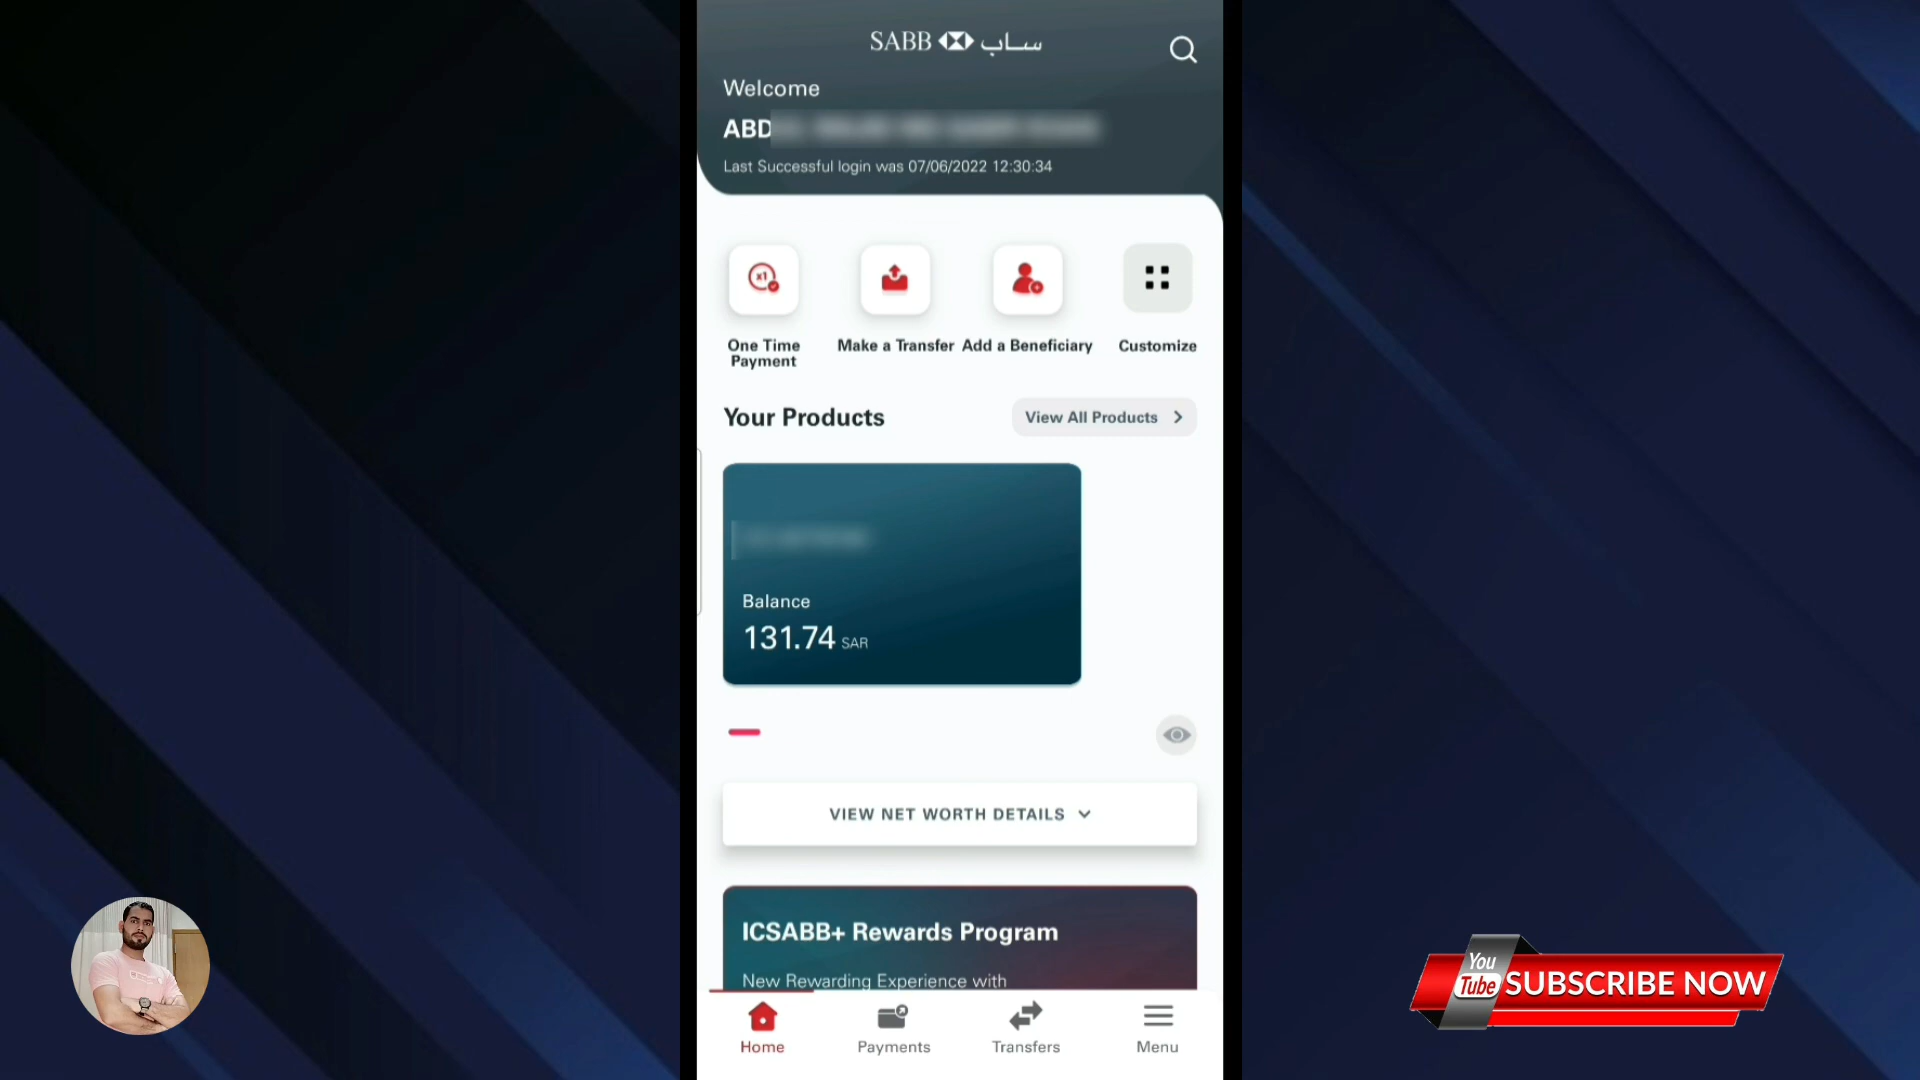 SABB ساب
Welcome
ABD
Last Successful login was 07/06/2022 12:30:34
x1
One Time
Payment
Make a Transfer
Add a Beneficiary
Customize
Your Products
View All Products
Balance
131.74 SAR
VIEW NET WORTH DETAILS
ICSABB+ Rewards Program
New Rewarding Experience with
Home
Payments
Transfers
Menu
You
Tube
SUBSCRIBE NOW